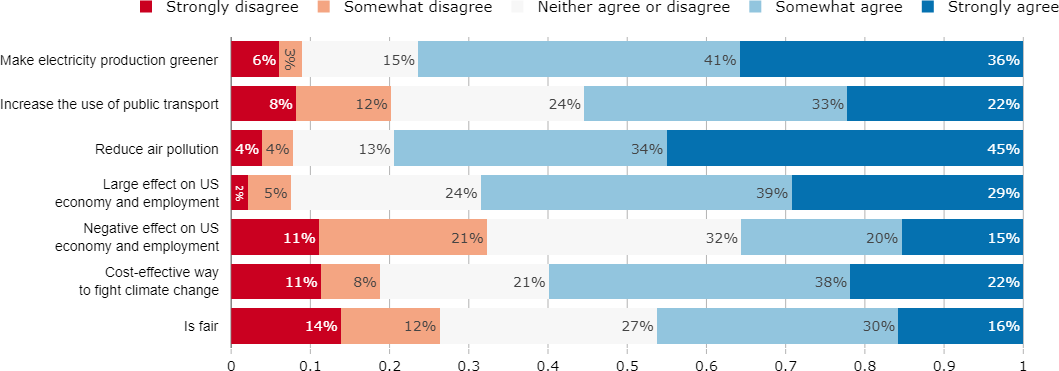 Strongly disagree Somewhat disagree Neither agree or disagree Somewhat agree Strongly agree
Make electricity production greener 6% 3% 15% 41% 36%
Increase the use of public transport 8% 12% 24% 33% 22%
Reduce air pollution 4% 4% 13% 34% 45%
Large effect on US
economy and employment 2% 5% 24% 39% 29%
Negative effect on US
economy and employment 11% 21% 32% 20% 15%
Cost-effective way
to fight climate change 11% 8% 21% 38% 22%
Is fair 14% 12% 27% 30% 16%
0 0.1 0.2 0.3 0.4 0.5 0.6 0.7 0.8 0.9 1